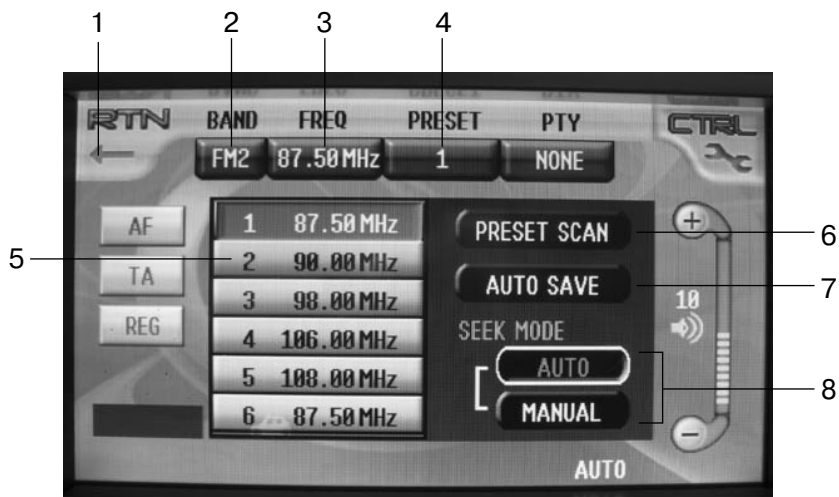 1 2 3 4
RTN BAND FREQ PRESET PTY CTRL
FM2 87.50 MHz 1 NONE
AF
TA
REG
1 87.50 MHz
2 90.00 MHz
3 98.00 MHz
4 106.00 MHz
5 108.00 MHz
6 87.50 MHz
PRESET SCAN
AUTO SAVE
SEEK MODE
AUTO
MANUAL
10
+
−
AUTO
5
6
7
8